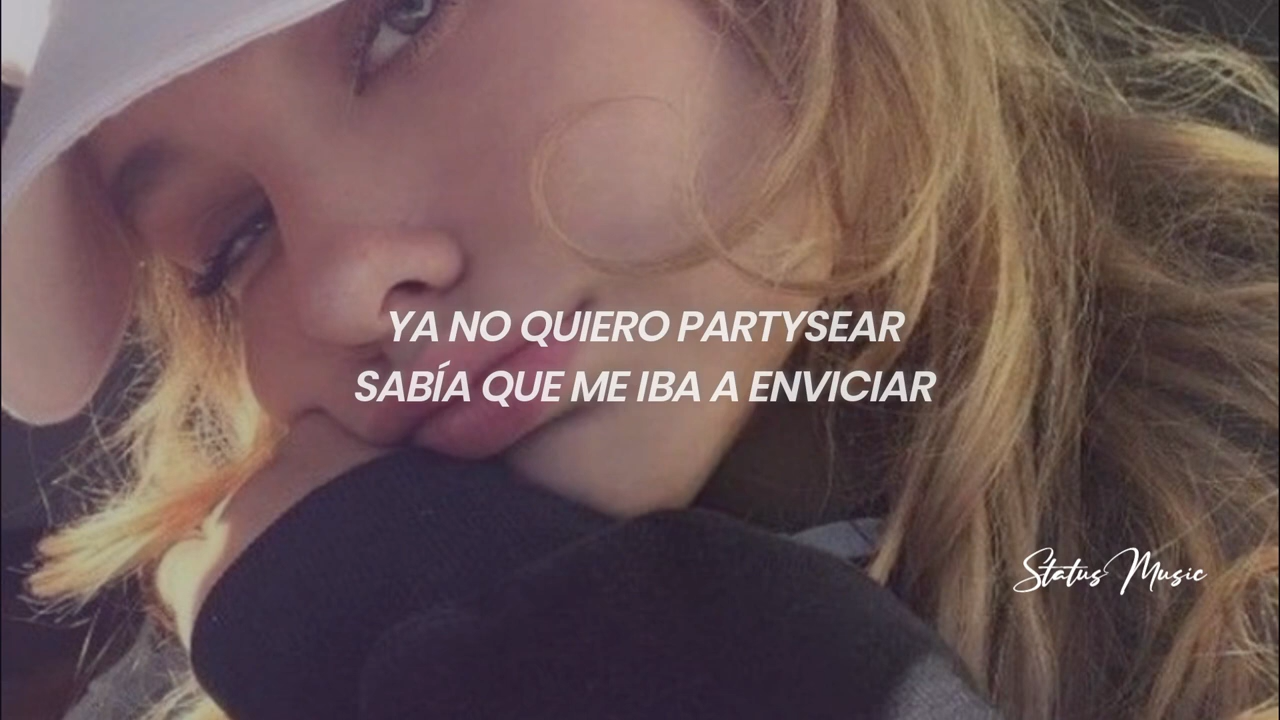 YA NO QUIERO PARTYSEAR
SABÍA QUE ME IBA A ENVICIAR
Status Music